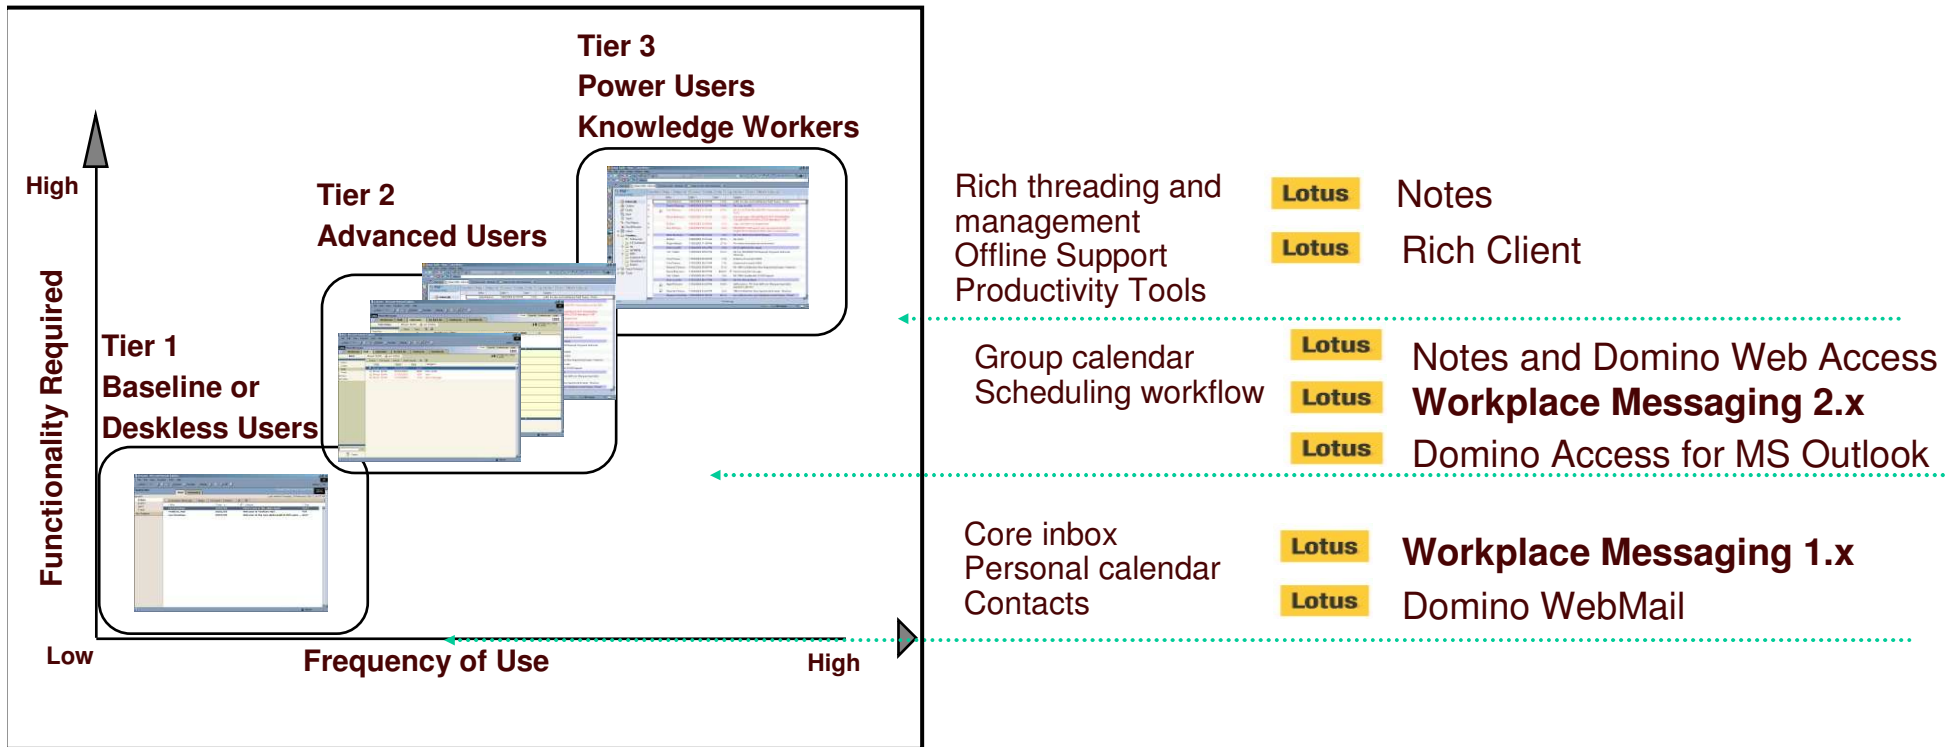 Tier 3
Power Users
Knowledge Workers
High
Tier 2
Advanced Users
Functionality Required
Tier 1
Baseline or
Deskless Users
Low
Frequency of Use
High
Rich threading and
management
Offline Support
Productivity Tools
Lotus Notes
Lotus Rich Client
Group calendar
Scheduling workflow
Lotus Notes and Domino Web Access
Lotus Workplace Messaging 2.x
Lotus Domino Access for MS Outlook
Core inbox
Personal calendar
Contacts
Lotus Workplace Messaging 1.x
Lotus Domino WebMail